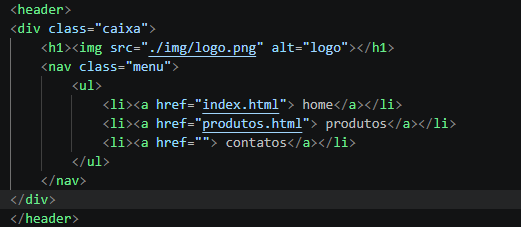 <header>
<div class="caixa">
    <h1><img src="./img/logo.png" alt="logo"></h1>
    <nav class="menu">
        <ul>
            <li><a href="index.html"> home</a></li>
            <li><a href="produtos.html"> produtos</a></li>
            <li><a href=""> contatos</a></li>
        </ul>
    </nav>
</div>
</header>